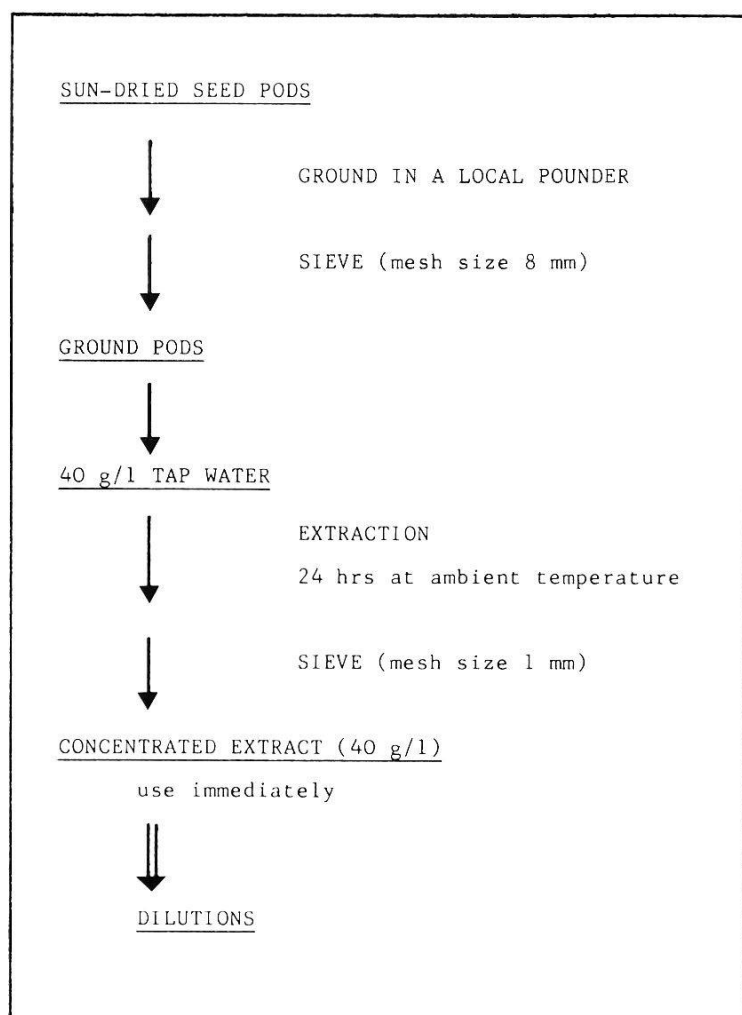 SUN-DRIED SEED PODS
GROUND IN A LOCAL POUNDER
SIEVE (mesh size 8 mm)
GROUND PODS
40 g/l TAP WATER
EXTRACTION
24 hrs at ambient temperature
SIEVE (mesh size 1 mm)
CONCENTRATED EXTRACT (40 g/l)
use immediately
DILUTIONS